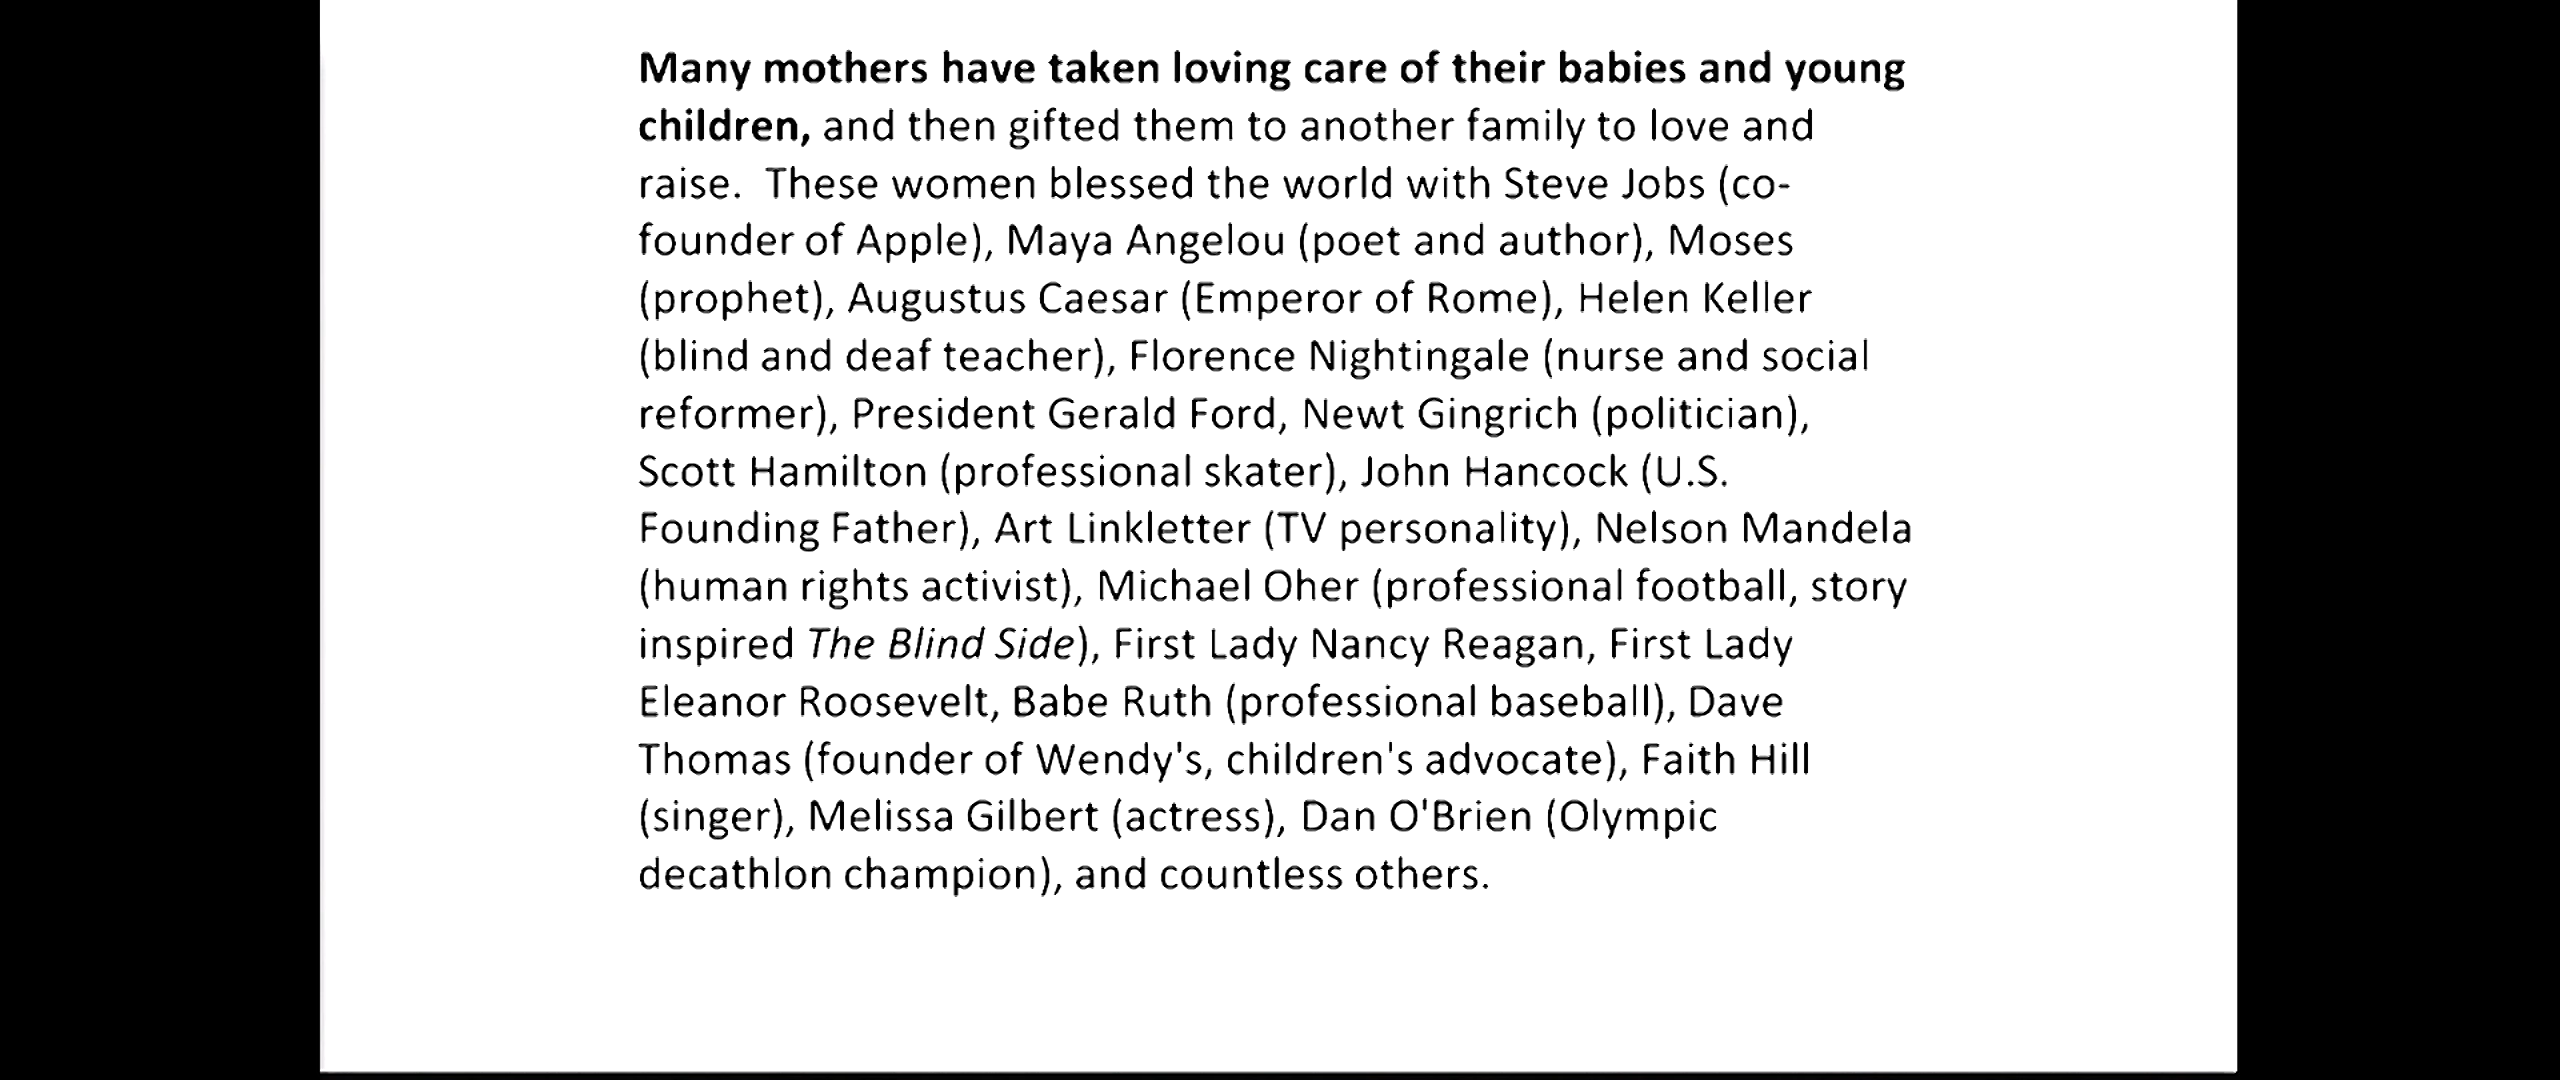 Many mothers have taken loving care of their babies and young
children, and then gifted them to another family to love and
raise.  These women blessed the world with Steve Jobs (co-
founder of Apple), Maya Angelou (poet and author), Moses
(prophet), Augustus Caesar (Emperor of Rome), Helen Keller
(blind and deaf teacher), Florence Nightingale (nurse and social
reformer), President Gerald Ford, Newt Gingrich (politician),
Scott Hamilton (professional skater), John Hancock (U.S.
Founding Father), Art Linkletter (TV personality), Nelson Mandela
(human rights activist), Michael Oher (professional football, story
inspired The Blind Side), First Lady Nancy Reagan, First Lady
Eleanor Roosevelt, Babe Ruth (professional baseball), Dave
Thomas (founder of Wendy's, children's advocate), Faith Hill
(singer), Melissa Gilbert (actress), Dan O'Brien (Olympic
decathlon champion), and countless others.